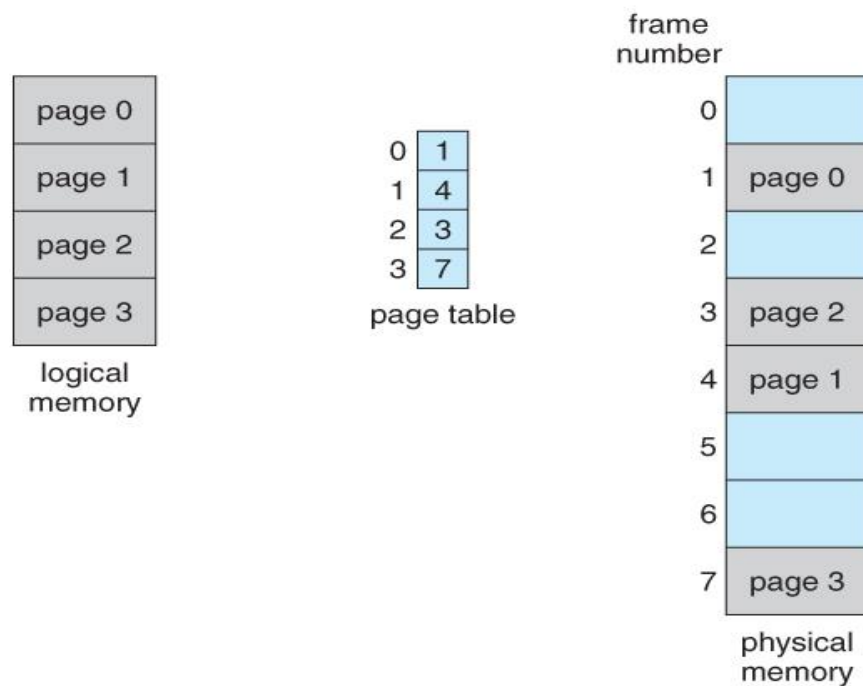 page 0
page 1
page 2
page 3
logical
memory
0 1
1 4
2 3
3 7
page table
frame
number
0
1 page 0
2
3 page 2
4 page 1
5
6
7 page 3
physical
memory